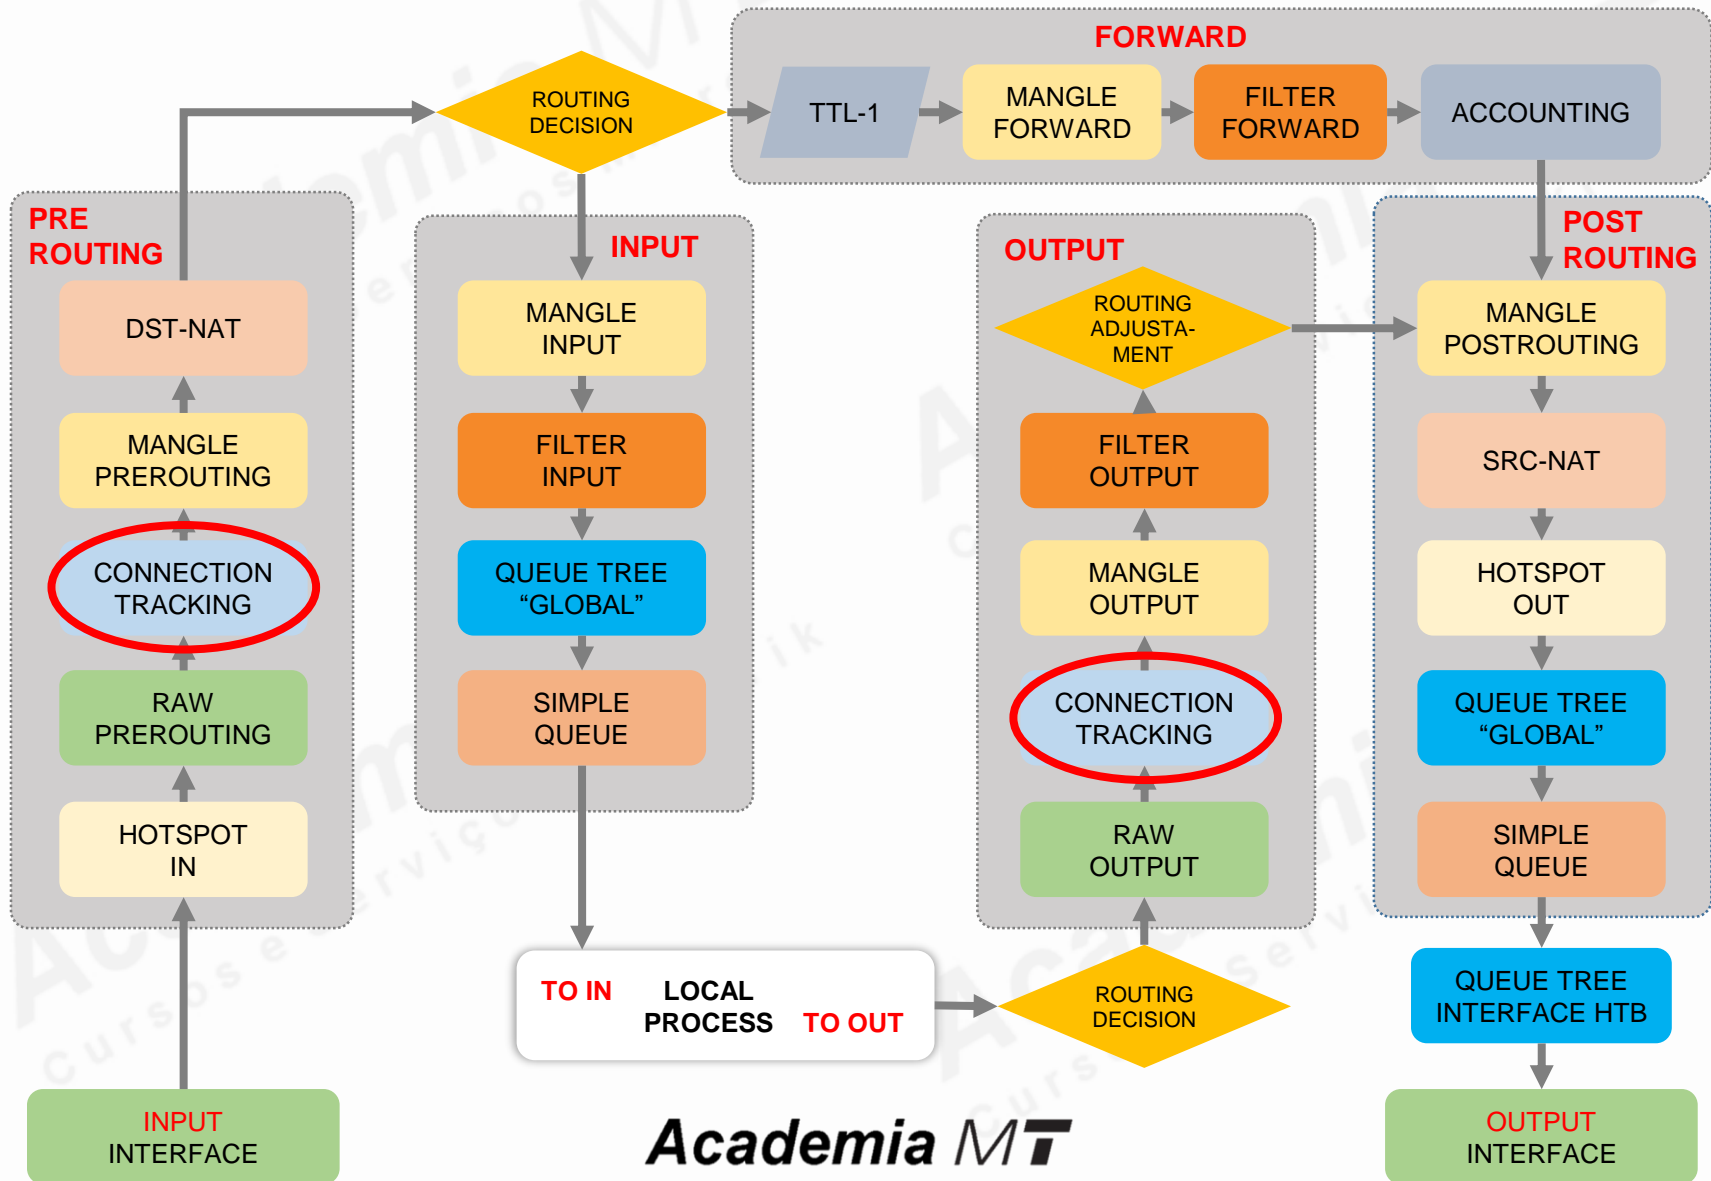 FORWARD
ROUTING
DECISION
TTL-1
MANGLE
FORWARD
FILTER
FORWARD
ACCOUNTING
PRE
ROUTING
DST-NAT
MANGLE
PREROUTING
CONNECTION
TRACKING
RAW
PREROUTING
HOTSPOT
IN
INPUT
INTERFACE
INPUT
MANGLE
INPUT
FILTER
INPUT
QUEUE TREE
“GLOBAL”
SIMPLE
QUEUE
TO IN
LOCAL
PROCESS
TO OUT
OUTPUT
ROUTING
ADJUSTA-
MENT
FILTER
OUTPUT
MANGLE
OUTPUT
CONNECTION
TRACKING
RAW
OUTPUT
ROUTING
DECISION
POST
ROUTING
MANGLE
POSTROUTING
SRC-NAT
HOTSPOT
OUT
QUEUE TREE
“GLOBAL”
SIMPLE
QUEUE
QUEUE TREE
INTERFACE HTB
OUTPUT
INTERFACE
Academia MT